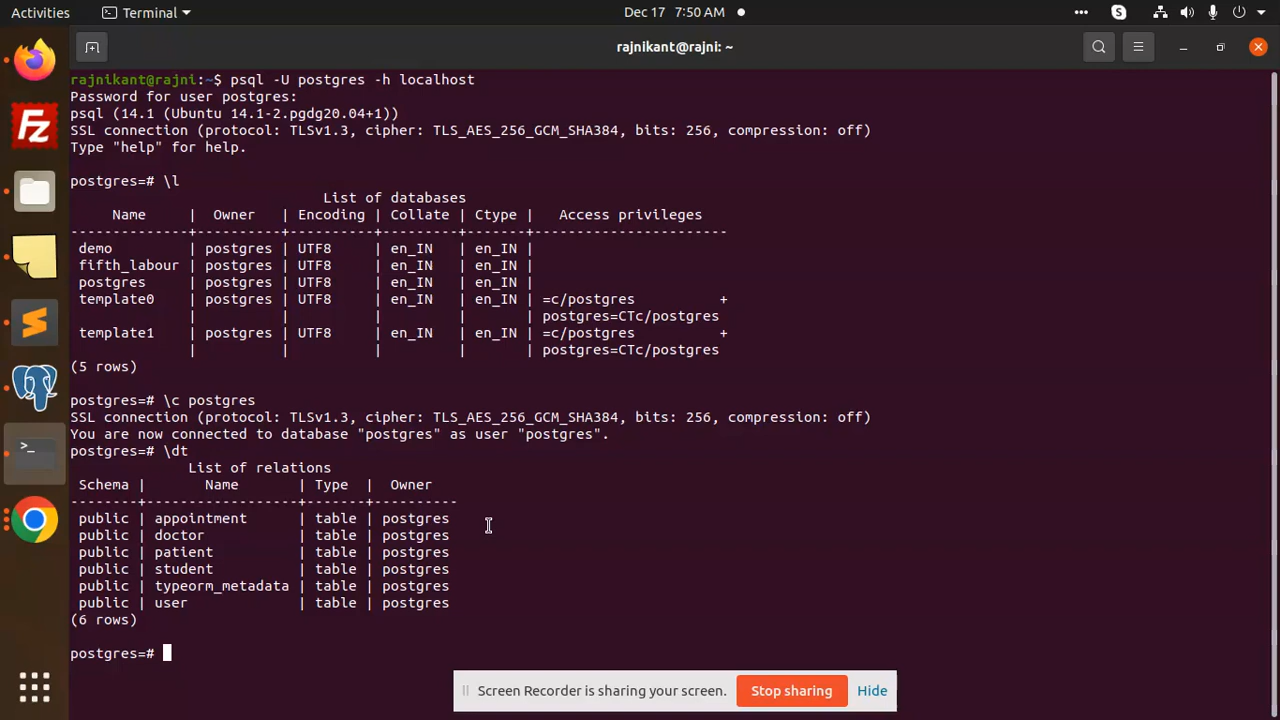 Activities Terminal Dec 17 7:50 AM
rajnikant@rajni: ~
rajnikant@rajni:~$ psql -U postgres -h localhost
Password for user postgres:
psql (14.1 (Ubuntu 14.1-2.pgdg20.04+1))
SSL connection (protocol: TLSv1.3, cipher: TLS_AES_256_GCM_SHA384, bits: 256, compression: off)
Type "help" for help.
postgres=# \l
List of databases
Name | Owner | Encoding | Collate | Ctype | Access privileges
--------------+----------+----------+---------+-------+-----------------------
demo | postgres | UTF8 | en_IN | en_IN |
fifth_labour | postgres | UTF8 | en_IN | en_IN |
postgres | postgres | UTF8 | en_IN | en_IN |
template0 | postgres | UTF8 | en_IN | en_IN | =c/postgres +
| | | | | postgres=CTc/postgres
template1 | postgres | UTF8 | en_IN | en_IN | =c/postgres +
| | | | | postgres=CTc/postgres
(5 rows)
postgres=# \c postgres
SSL connection (protocol: TLSv1.3, cipher: TLS_AES_256_GCM_SHA384, bits: 256, compression: off)
You are now connected to database "postgres" as user "postgres".
postgres=# \dt
List of relations
Schema | Name | Type | Owner
--------+------------------+-------+----------
public | appointment | table | postgres
public | doctor | table | postgres
public | patient | table | postgres
public | student | table | postgres
public | typeorm_metadata | table | postgres
public | user | table | postgres
(6 rows)
postgres=#
Screen Recorder is sharing your screen. Stop sharing Hide